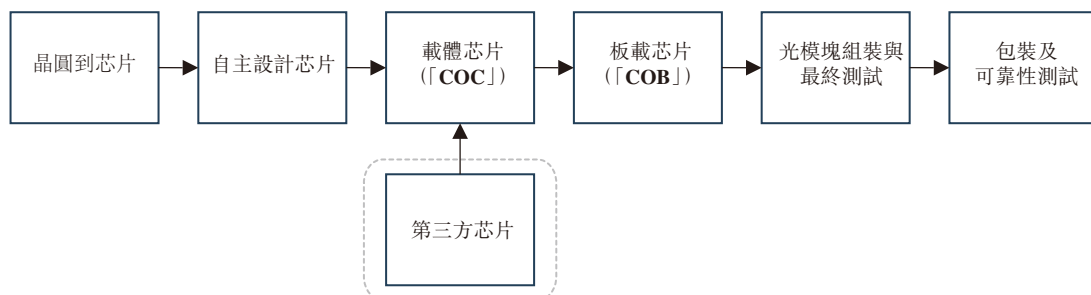 晶圓到芯片
自主設計芯片
載體芯片
(「COC」)
板載芯片
(「COB」)
光模塊組裝與
最終測試
包裝及
可靠性測試
第三方芯片